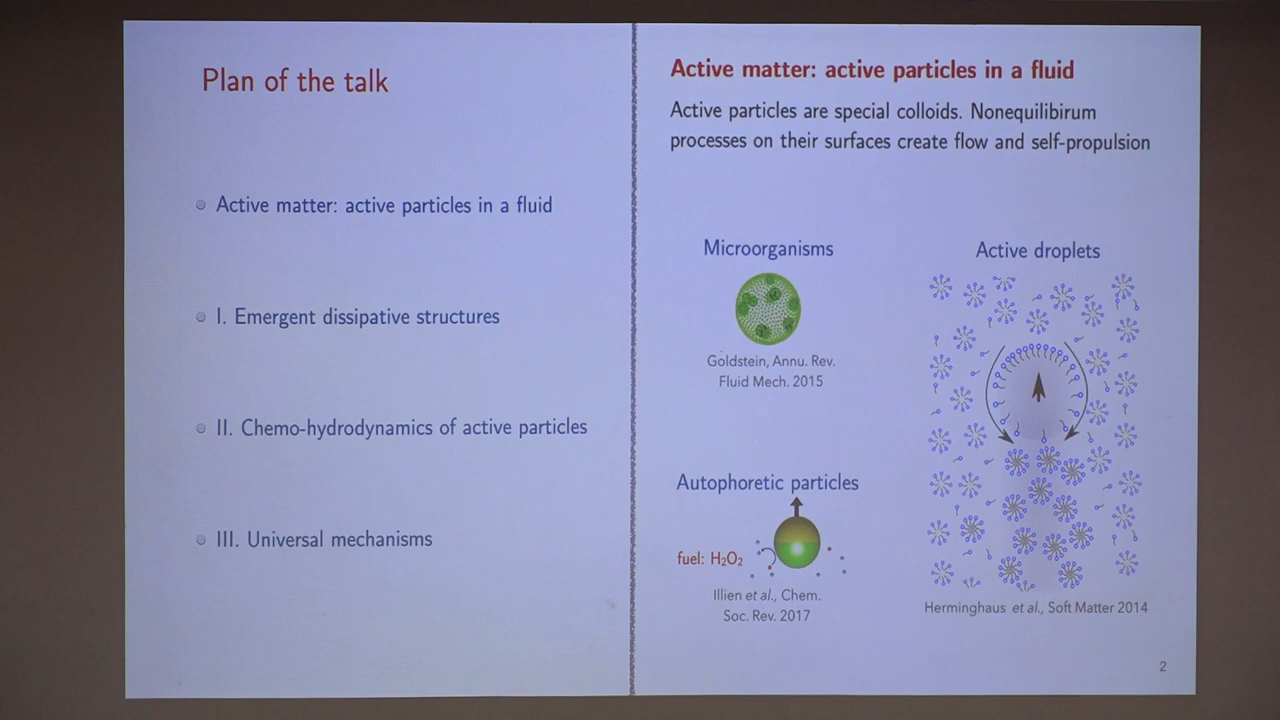 Plan of the talk
Active matter: active particles in a fluid
I. Emergent dissipative structures
II. Chemo-hydrodynamics of active particles
III. Universal mechanisms
Active matter: active particles in a fluid
Active particles are special colloids. Nonequilibirum
processes on their surfaces create flow and self-propulsion
Microorganisms
Goldstein, Annu. Rev.
Fluid Mech. 2015
Autophoretic particles
fuel: H₂O₂
Illien et al., Chem.
Soc. Rev. 2017
Active droplets
Herminghaus et al., Soft Matter 2014
2